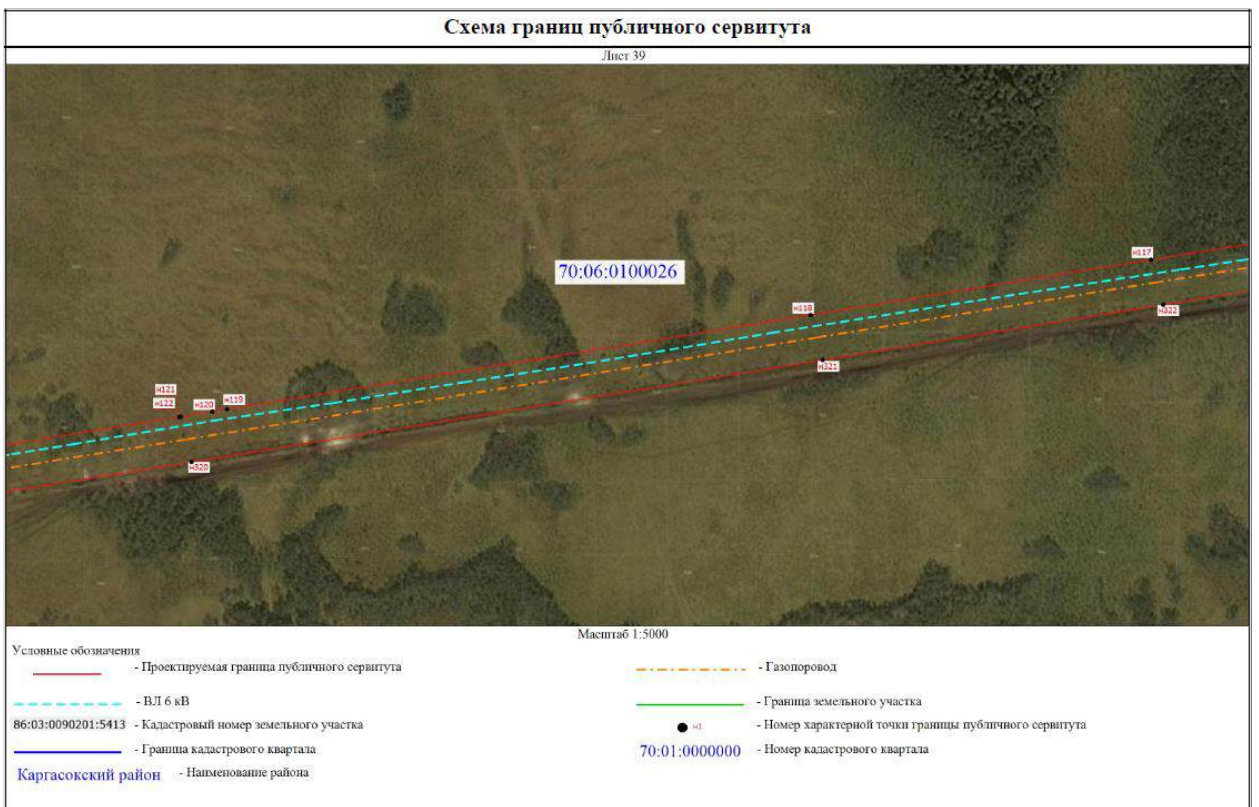 Схема границ публичного сервитута
Лист 39
70:06:0100026
н117
н322
н118
н321
н121
н122
н120
н119
н320
Масштаб 1:5000
Условные обозначения
- Проектируемая граница публичного сервитута
- Газопоровод
- ВЛ 6 кВ
- Граница земельного участка
86:03:0090201:5413 - Кадастровый номер земельного участка
н1 - Номер характерной точки границы публичного сервитута
- Граница кадастрового квартала
70:01:0000000 - Номер кадастрового квартала
Каргасокский район - Наименование района